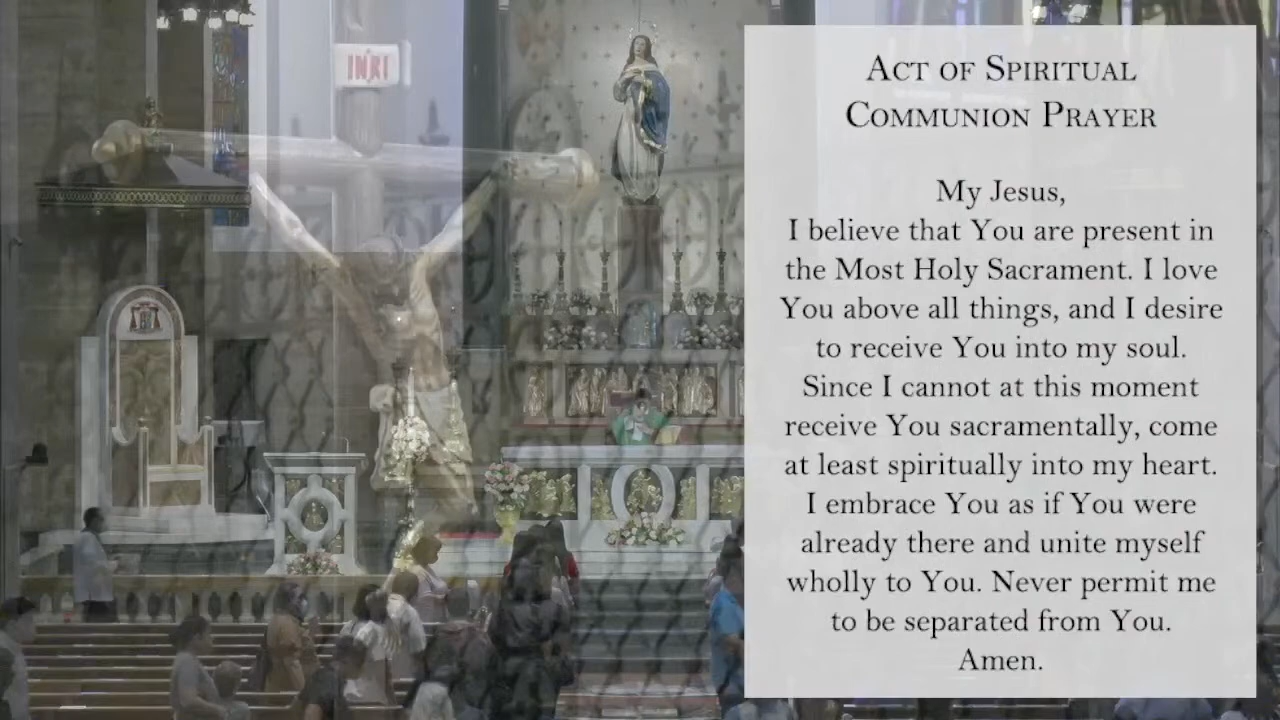 INRI
ACT OF SPIRITUAL
COMMUNION PRAYER
My Jesus,
I believe that You are present in
the Most Holy Sacrament. I love
You above all things, and I desire
to receive You into my soul.
Since I cannot at this moment
receive You sacramentally, come
at least spiritually into my heart.
I embrace You as if You were
already there and unite myself
wholly to You. Never permit me
to be separated from You.
Amen.